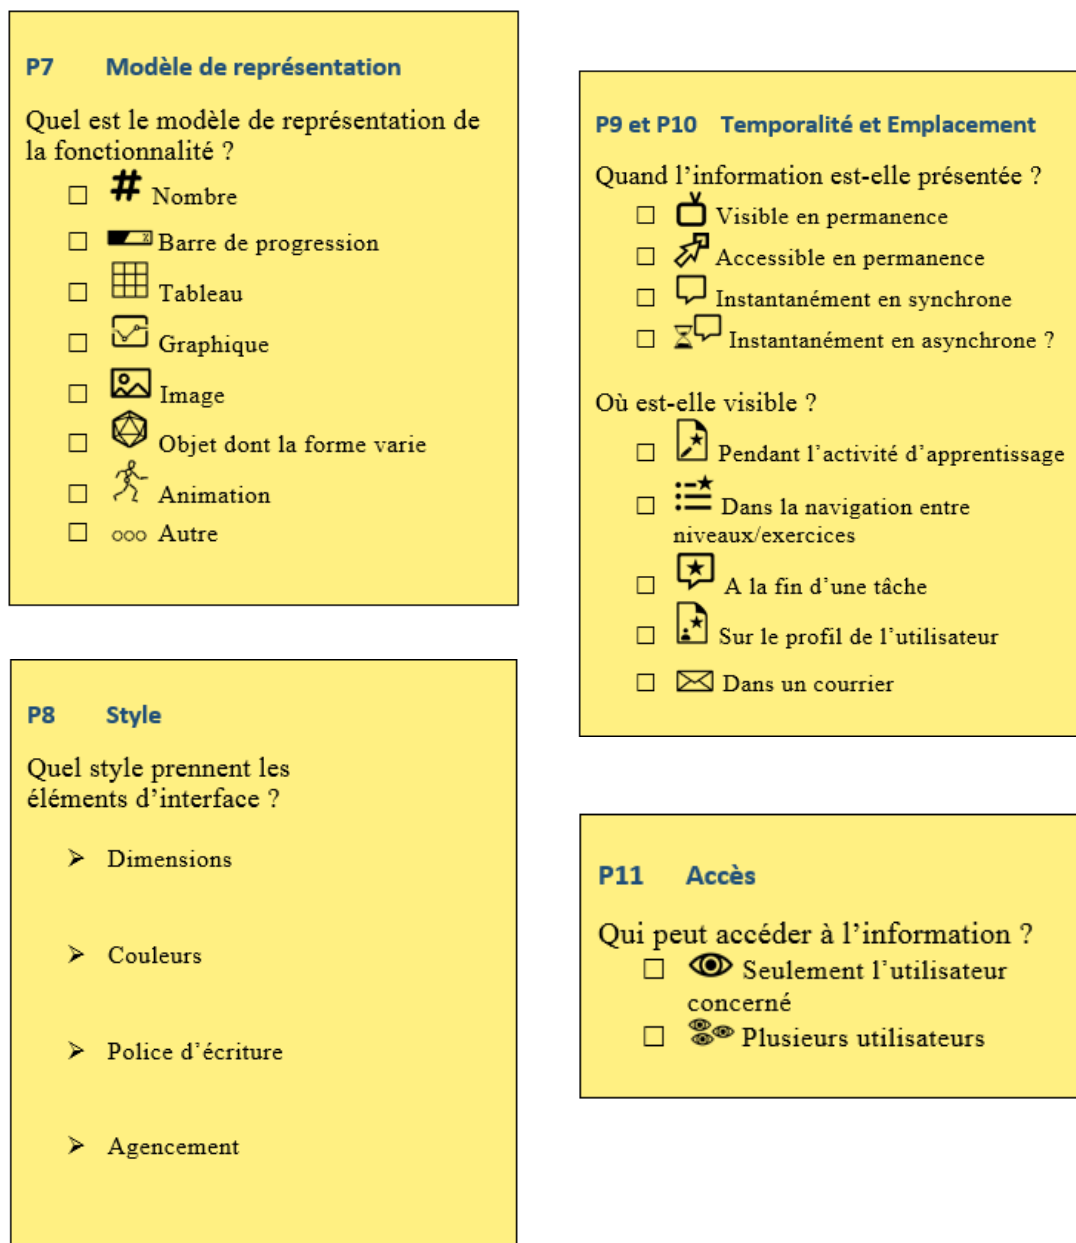 P7 Modèle de représentation
Quel est le modèle de représentation de
la fonctionnalité ?
# Nombre
% Barre de progression
Tableau
Graphique
Image
Objet dont la forme varie
Animation
ooo Autre
P8 Style
Quel style prennent les
éléments d’interface ?
➢ Dimensions
➢ Couleurs
➢ Police d’écriture
➢ Agencement
P9 et P10 Temporalité et Emplacement
Quand l’information est-elle présentée ?
Visible en permanence
Accessible en permanence
Instantanément en synchrone
Instantanément en asynchrone ?
Où est-elle visible ?
Pendant l’activité d’apprentissage
Dans la navigation entre
niveaux/exercices
A la fin d’une tâche
Sur le profil de l’utilisateur
Dans un courrier
P11 Accès
Qui peut accéder à l’information ?
Seulement l’utilisateur
concerné
Plusieurs utilisateurs